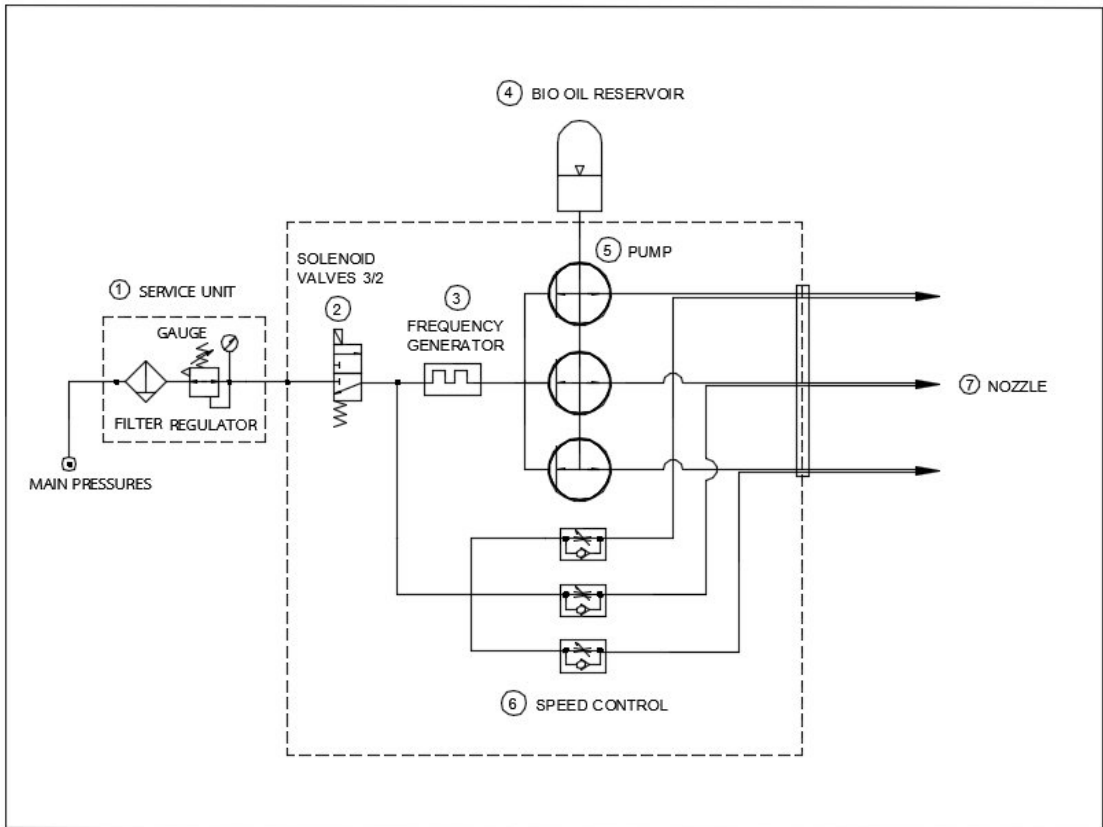 ④ BIO OIL RESERVOIR
⑤ PUMP
SOLENOID
VALVES 3/2
②
① SERVICE UNIT
GAUGE
③
FREQUENCY
GENERATOR
FILTER REGULATOR
MAIN PRESSURES
⑦ NOZZLE
⑥ SPEED CONTROL